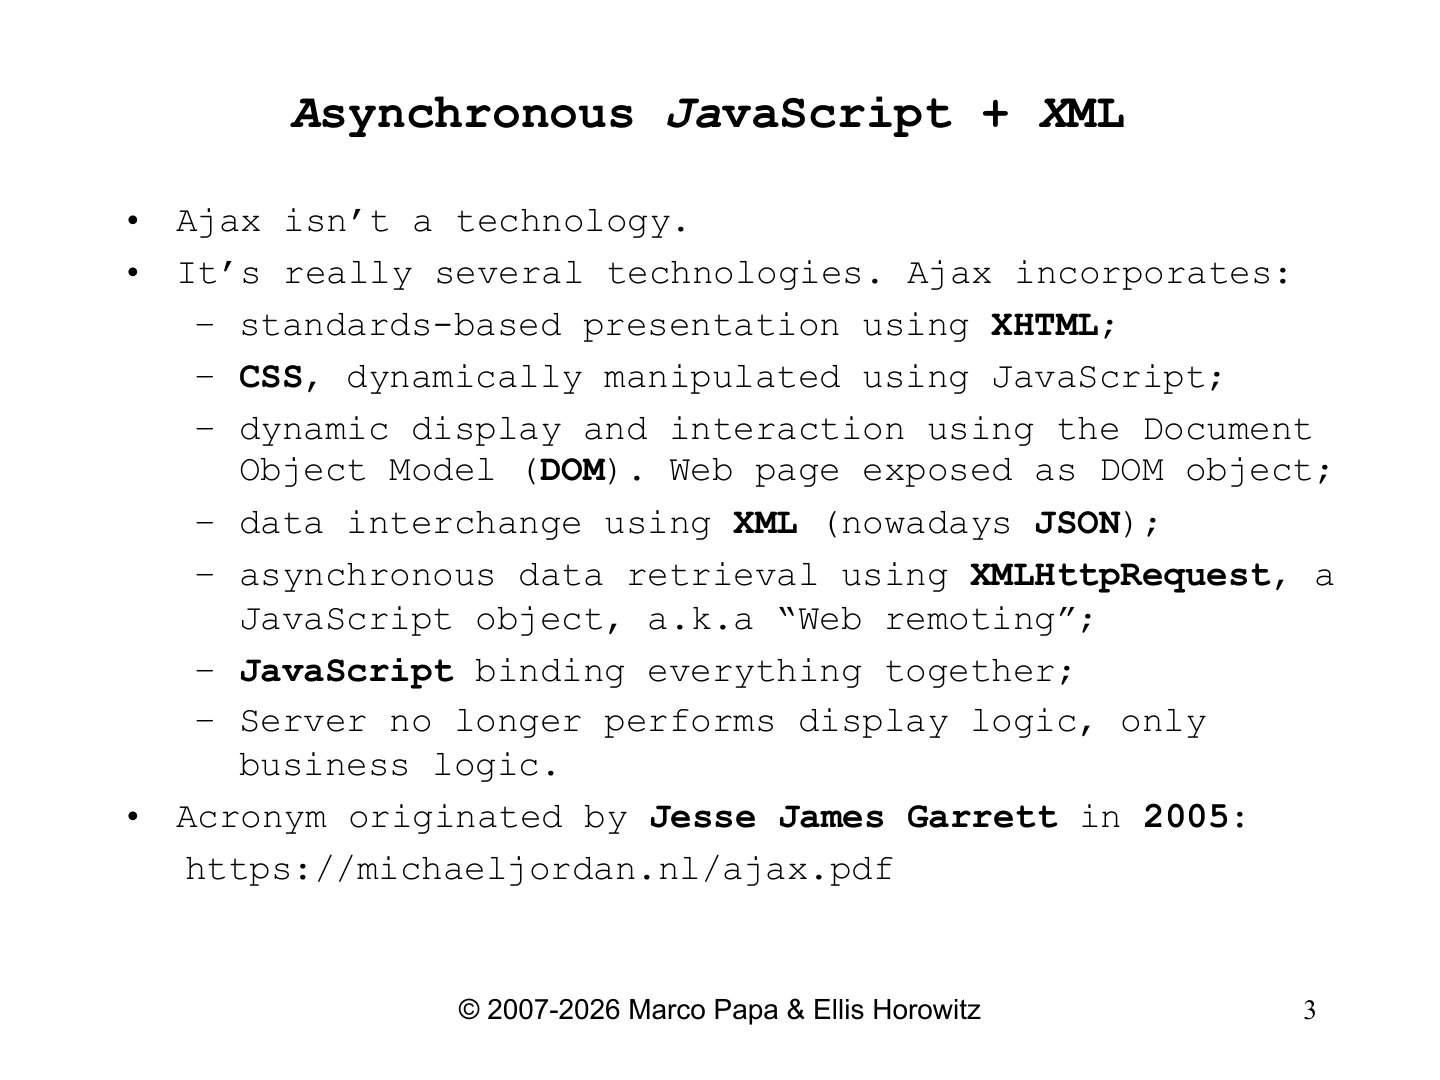 Asynchronous JavaScript + XML
• Ajax isn’t a technology.
• It’s really several technologies. Ajax incorporates:
– standards-based presentation using XHTML;
– CSS, dynamically manipulated using JavaScript;
– dynamic display and interaction using the Document
Object Model (DOM). Web page exposed as DOM object;
– data interchange using XML (nowadays JSON);
– asynchronous data retrieval using XMLHttpRequest, a
JavaScript object, a.k.a “Web remoting”;
– JavaScript binding everything together;
– Server no longer performs display logic, only
business logic.
• Acronym originated by Jesse James Garrett in 2005:
https://michaeljordan.nl/ajax.pdf
© 2007-2026 Marco Papa & Ellis Horowitz 3